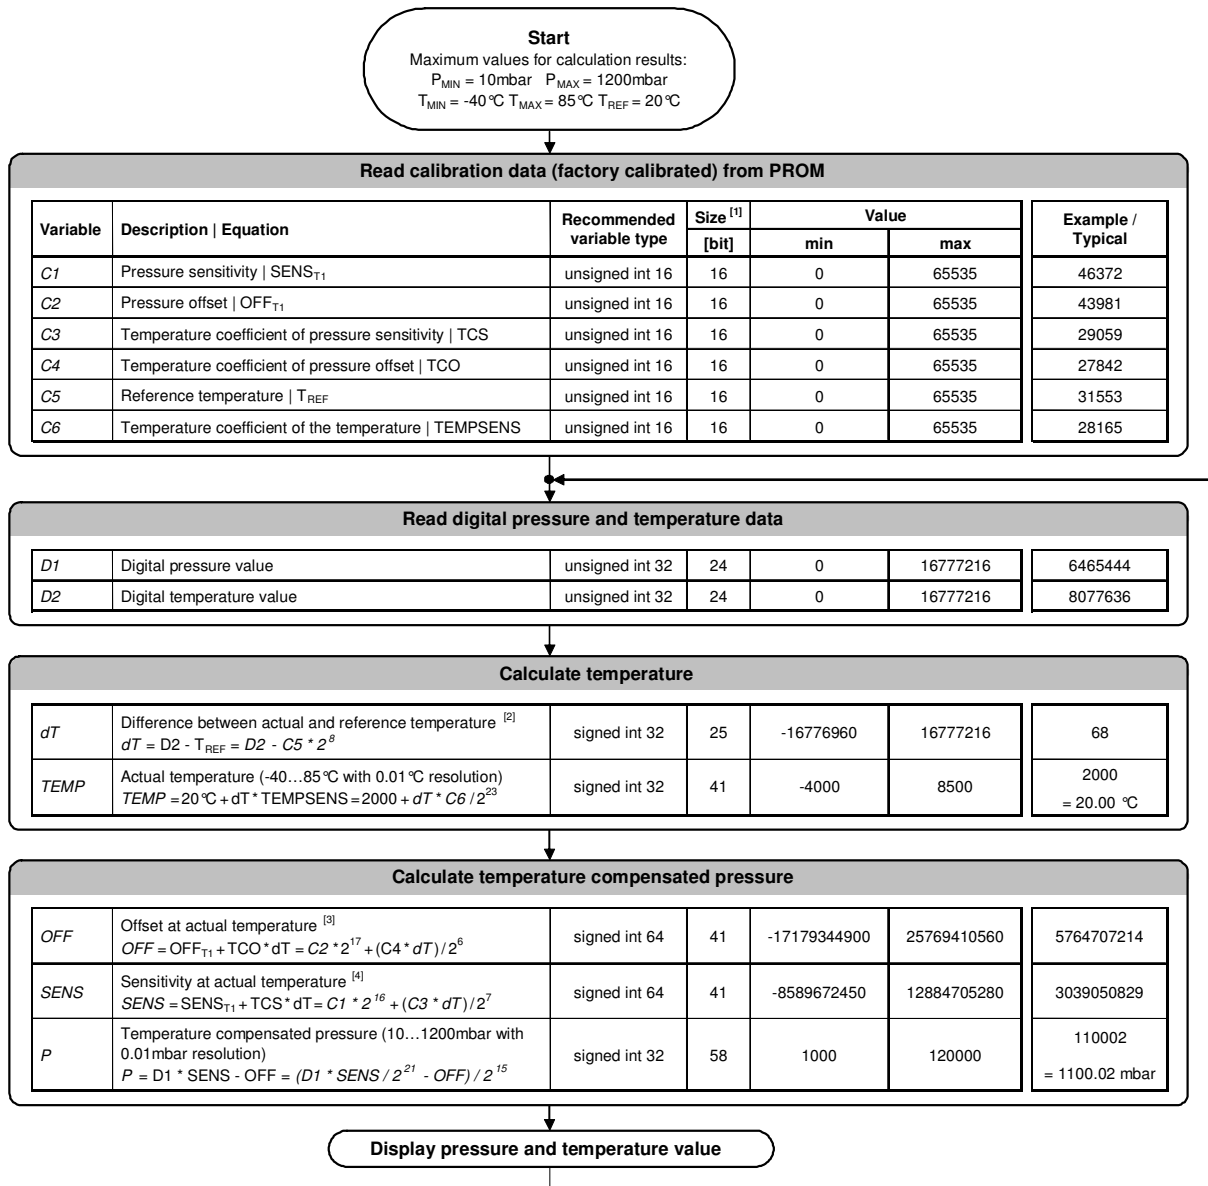 Start
Maximum values for calculation results:
P_MIN = 10mbar P_MAX = 1200mbar
T_MIN = -40°C T_MAX = 85°C T_REF = 20°C
Read calibration data (factory calibrated) from PROM
Variable | Description | Equation | Recommended variable type | Size [1] [bit] | Value min | max | Example / Typical
C1 Pressure sensitivity | SENS_T1 unsigned int 16 16 0 65535 46372
C2 Pressure offset | OFF_T1 unsigned int 16 16 0 65535 43981
C3 Temperature coefficient of pressure sensitivity | TCS unsigned int 16 16 0 65535 29059
C4 Temperature coefficient of pressure offset | TCO unsigned int 16 16 0 65535 27842
C5 Reference temperature | T_REF unsigned int 16 16 0 65535 31553
C6 Temperature coefficient of the temperature | TEMPSENS unsigned int 16 16 0 65535 28165
Read digital pressure and temperature data
D1 Digital pressure value unsigned int 32 24 0 16777216 6465444
D2 Digital temperature value unsigned int 32 24 0 16777216 8077636
Calculate temperature
dT Difference between actual and reference temperature [2]
dT = D2 - T_REF = D2 - C5 * 2^8 signed int 32 25 -16776960 16777216 68
TEMP Actual temperature (-40…85°C with 0.01°C resolution)
TEMP = 20°C + dT * TEMPSENS = 2000 + dT * C6 / 2^23 signed int 32 41 -4000 8500 2000
= 20.00 °C
Calculate temperature compensated pressure
OFF Offset at actual temperature [3]
OFF = OFF_T1 + TCO * dT = C2 * 2^17 + (C4 * dT) / 2^6 signed int 64 41 -17179344900 25769410560 5764707214
SENS Sensitivity at actual temperature [4]
SENS = SENS_T1 + TCS * dT = C1 * 2^16 + (C3 * dT) / 2^7 signed int 64 41 -8589672450 12884705280 3039050829
P Temperature compensated pressure (10…1200mbar with
0.01mbar resolution)
P = D1 * SENS - OFF = (D1 * SENS / 2^21 - OFF) / 2^15 signed int 32 58 1000 120000 110002
= 1100.02 mbar
Display pressure and temperature value